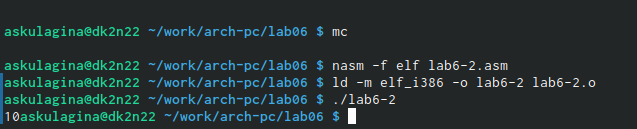 askulagina@dk2n22 ~/work/arch-pc/lab06 $ mc
askulagina@dk2n22 ~/work/arch-pc/lab06 $ nasm -f elf lab6-2.asm
askulagina@dk2n22 ~/work/arch-pc/lab06 $ ld -m elf_i386 -o lab6-2 lab6-2.o
askulagina@dk2n22 ~/work/arch-pc/lab06 $ ./lab6-2
10askulagina@dk2n22 ~/work/arch-pc/lab06 $